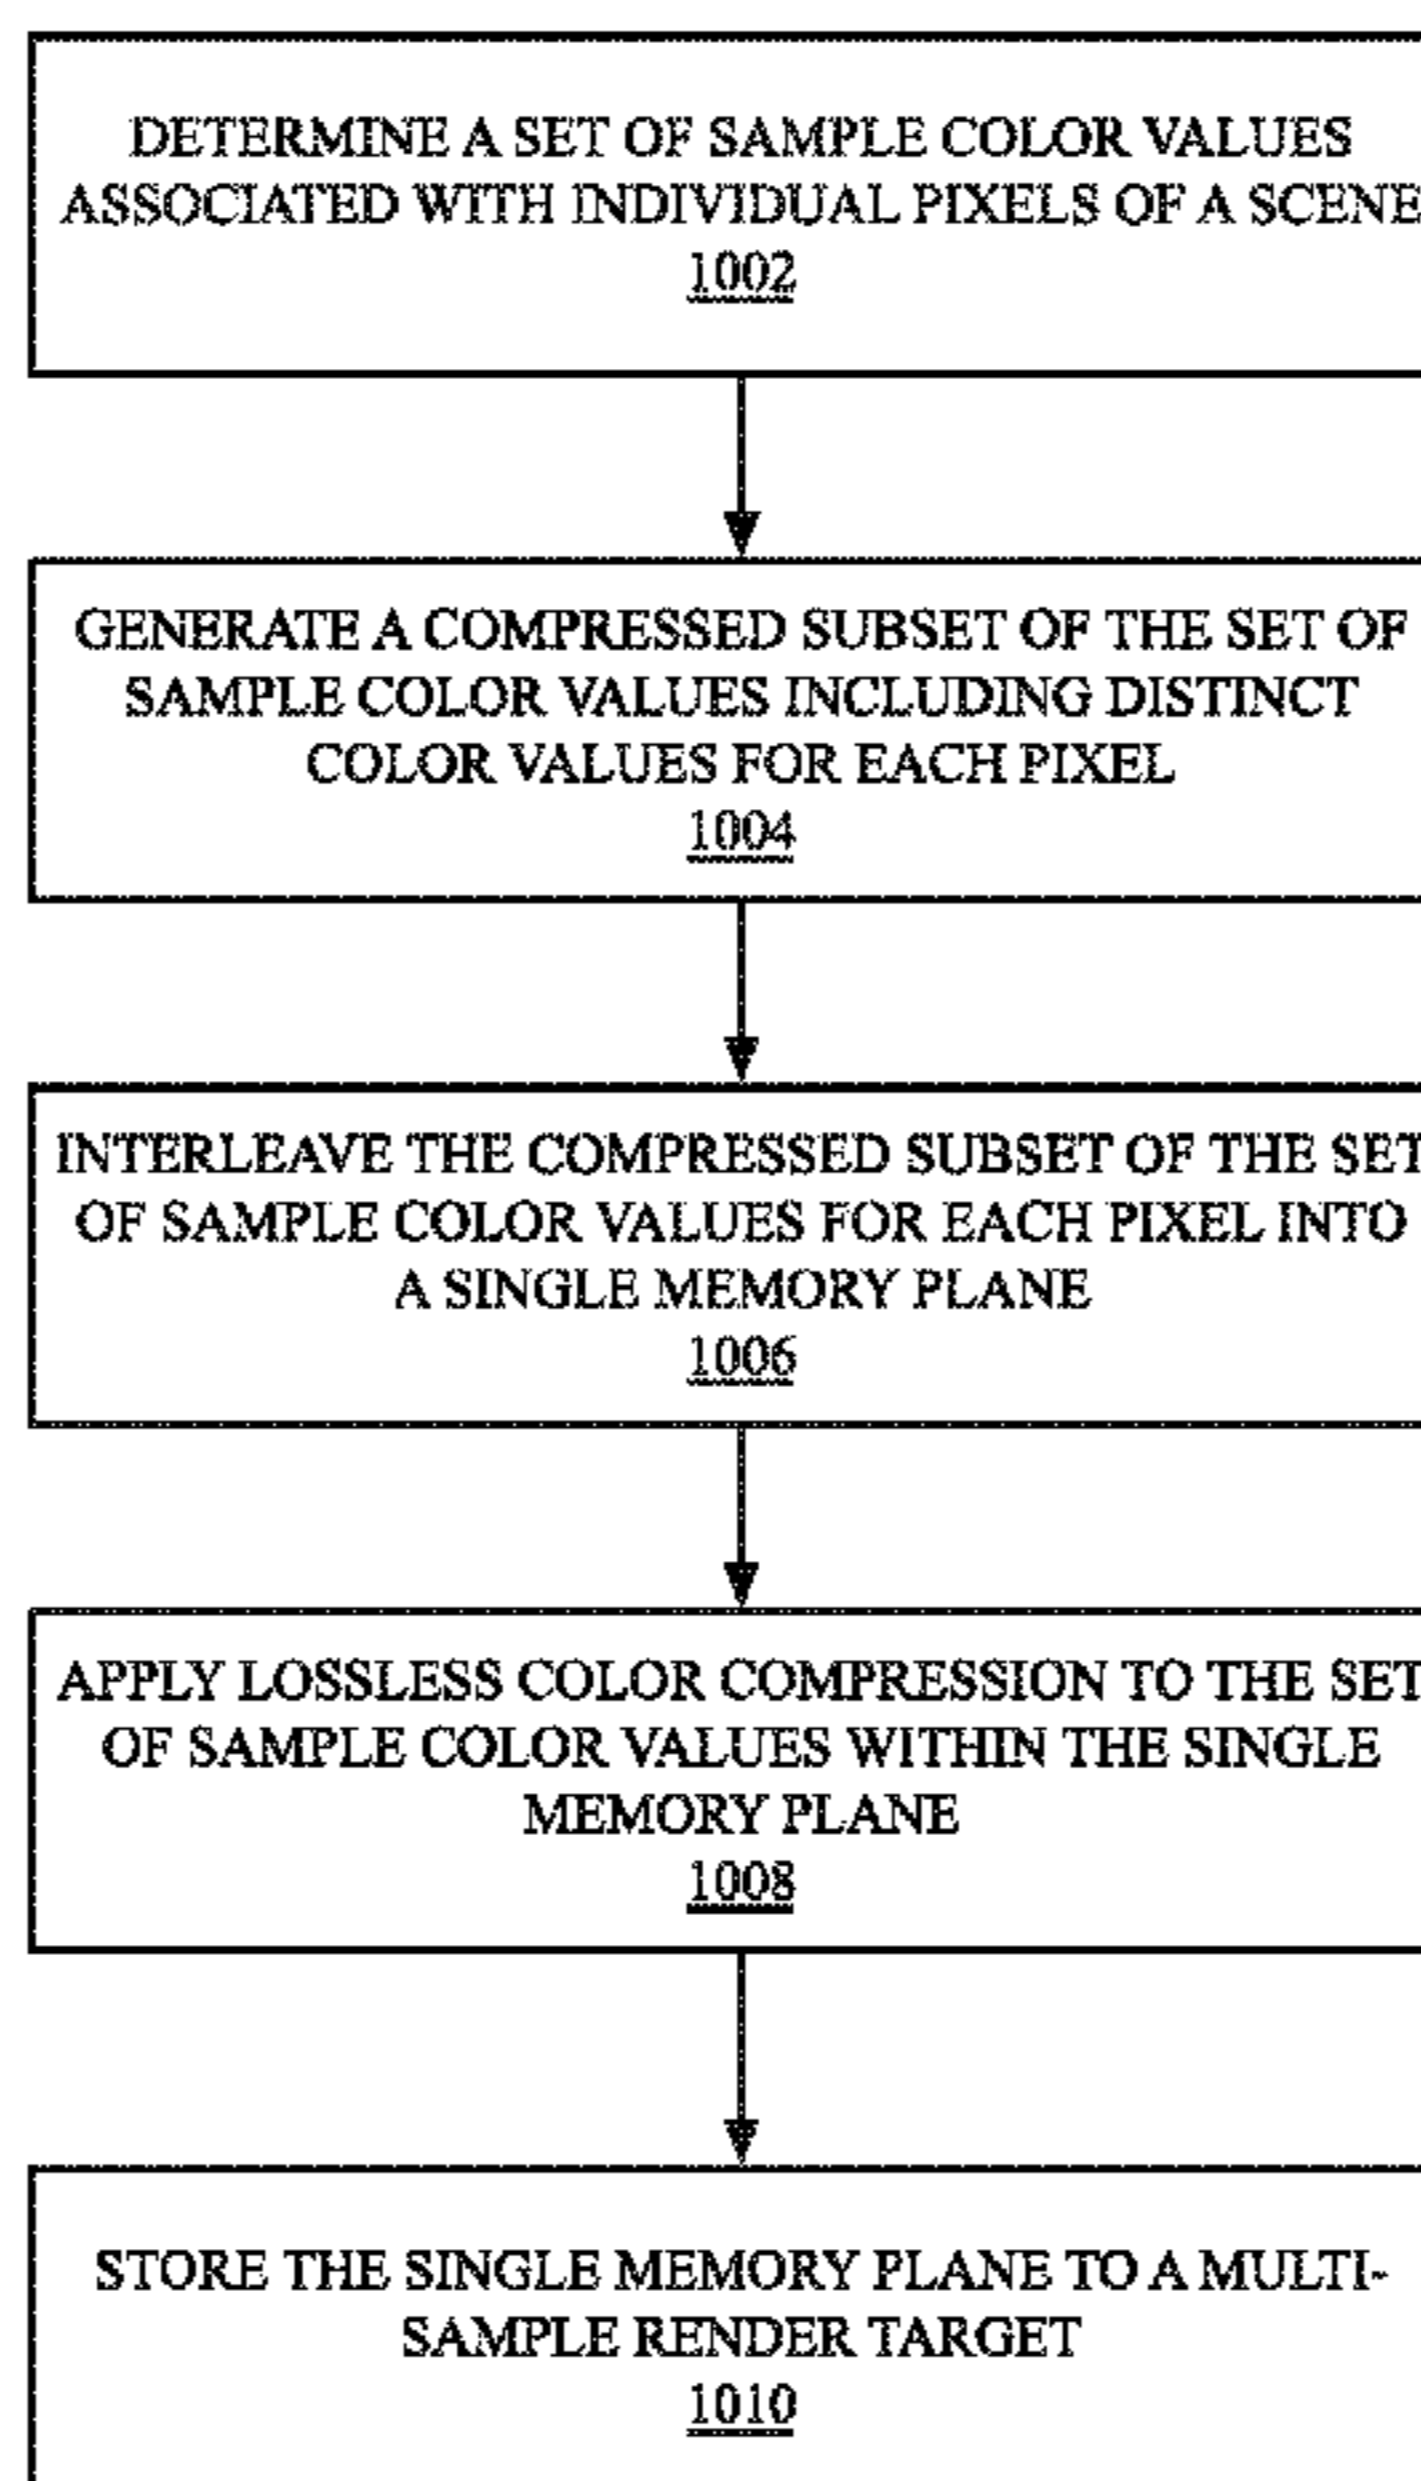 DETERMINE A SET OF SAMPLE COLOR VALUES
ASSOCIATED WITH INDIVIDUAL PIXELS OF A SCENE
1002
GENERATE A COMPRESSED SUBSET OF THE SET OF
SAMPLE COLOR VALUES INCLUDING DISTINCT
COLOR VALUES FOR EACH PIXEL
1004
INTERLEAVE THE COMPRESSED SUBSET OF THE SET
OF SAMPLE COLOR VALUES FOR EACH PIXEL INTO
A SINGLE MEMORY PLANE
1006
APPLY LOSSLESS COLOR COMPRESSION TO THE SET
OF SAMPLE COLOR VALUES WITHIN THE SINGLE
MEMORY PLANE
1008
STORE THE SINGLE MEMORY PLANE TO A MULTI-
SAMPLE RENDER TARGET
1010